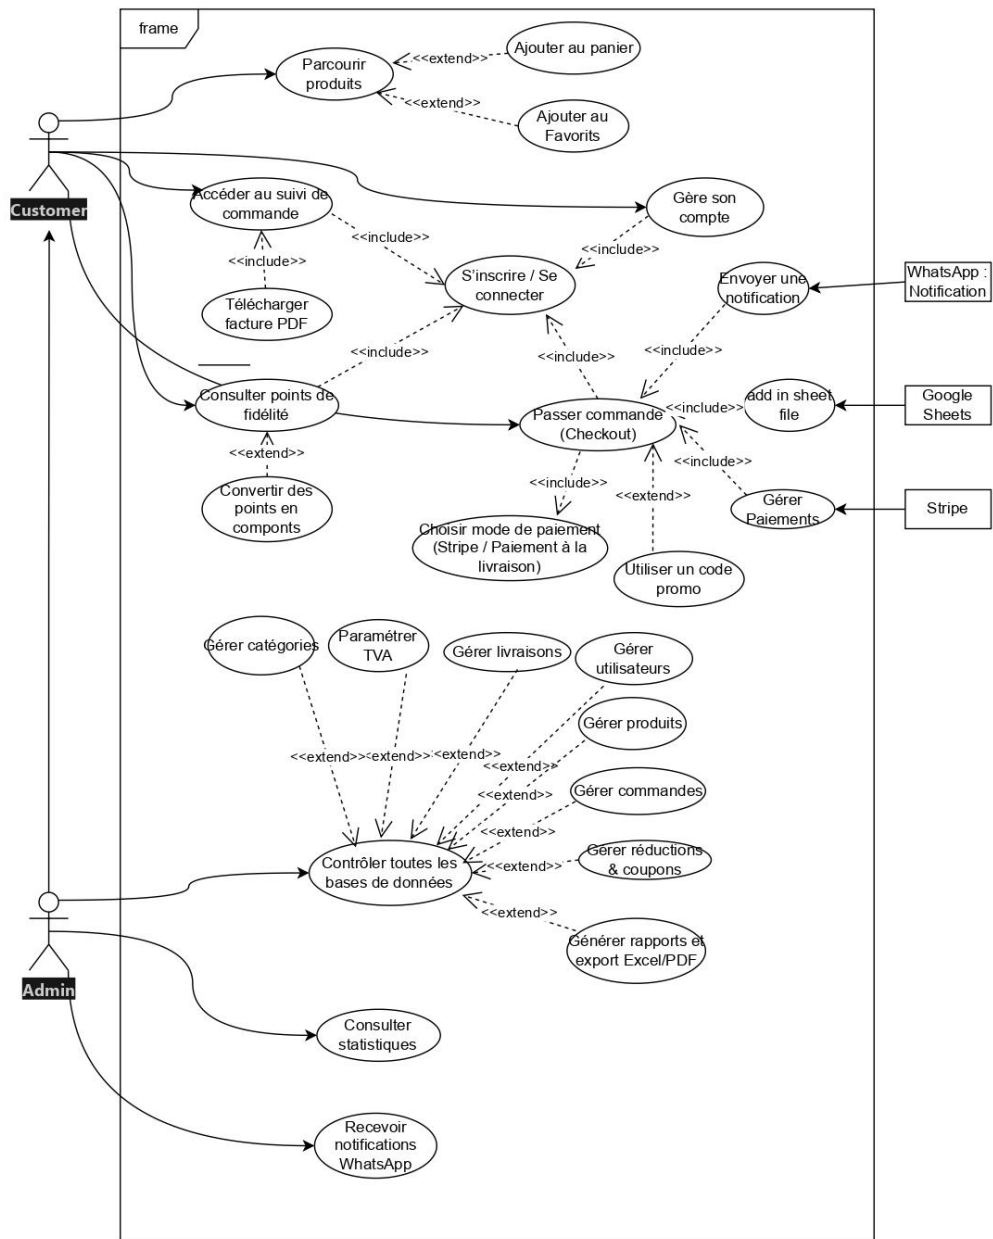 frame
Parcourir
produits
<<extend>>
Ajouter au panier
<<extend>>
Ajouter au
Favorits
Customer
Accéder au suivi de
commande
Gère son
compte
<<include>>
<<include>>
<<include>>
S'inscrire / Se
connecter
Télécharger
facture PDF
Envoyer une
notification
WhatsApp :
Notification
<<include>>
<<include>>
<<include>>
Consulter points de
fidélité
Passer commande
(Checkout)
<<include>>
add in sheet
file
Google
Sheets
<<extend>>
<<include>>
Convertir des
points en
componts
<<include>>
<<extend>>
Gérer
Paiements
Stripe
Choisir mode de paiement
(Stripe / Paiement à la
livraison)
Utiliser un code
promo
Gérer catégories
Paramétrer
TVA
Gérer livraisons
Gérer
utilisateurs
Gérer produits
<<extend>>
<<extend>>
<<extend>>
<<extend>>
<<extend>>
Gérer commandes
<<extend>>
Contrôler toutes les
bases de données
<<extend>>
Gérer réductions
& coupons
<<extend>>
Générer rapports et
export Excel/PDF
Admin
Consulter
statistiques
Recevoir
notifications
WhatsApp